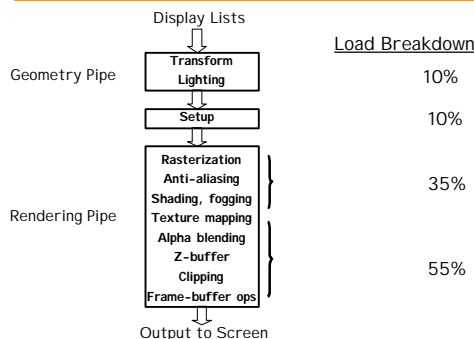 Display Lists
Load Breakdown
Geometry Pipe
Transform
Lighting
10%
Setup
10%
Rendering Pipe
Rasterization
Anti-aliasing
Shading, fogging
35%
Texture mapping
Alpha blending
Z-buffer
Clipping
Frame-buffer ops
55%
Output to Screen